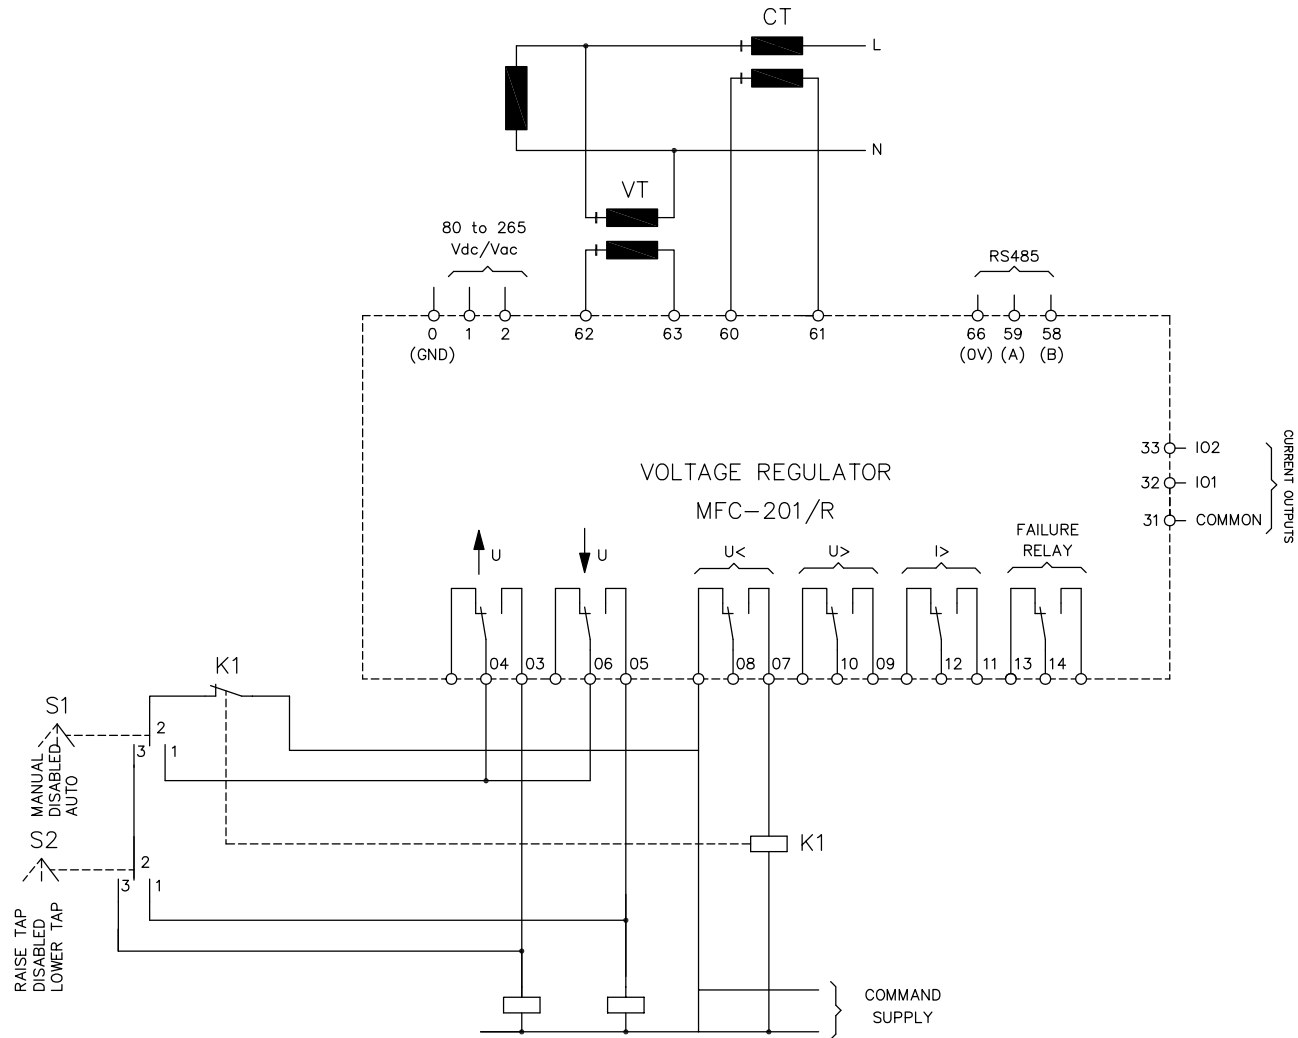 CT
L
N
VT
80 to 265
Vdc/Vac
RS485
0 1 2 62 63 60 61 66 59 58
(GND) (0V) (A) (B)
33 IO2
32 IO1
31 COMMON
CURRENT OUTPUTS
VOLTAGE REGULATOR
MFC-201/R
U U U< U> I> FAILURE
RELAY
04 03 06 05 08 07 10 09 12 11 13 14
K1
S1
2
3 1
MANUAL
DISABLED
AUTO
K1
S2
2
3 1
RAISE TAP
DISABLED
LOWER TAP
COMMAND
SUPPLY